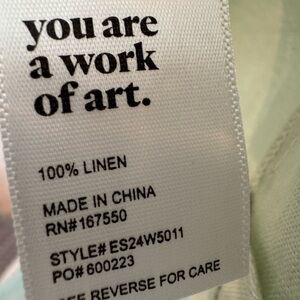 you are
a work
of art.
100% LINEN
MADE IN CHINA
RN#167550
STYLE# ES24W5011
PO# 600223
SEE REVERSE FOR CARE